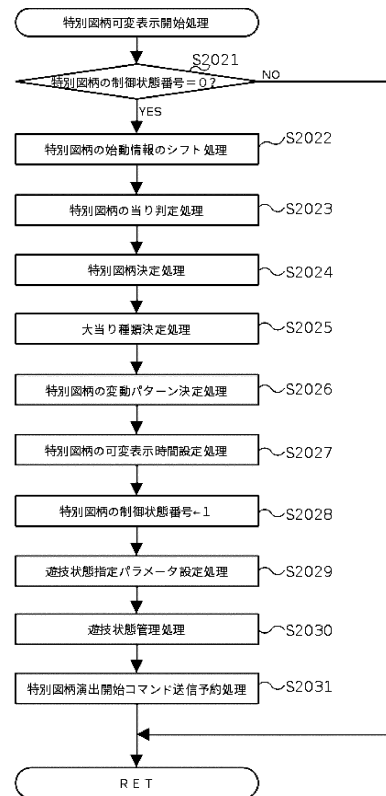 特別図柄可変表示開始処理
S2021
特別図柄の制御状態番号=0?
NO
YES
特別図柄の始動情報のシフト処理
S2022
特別図柄の当り判定処理
S2023
特別図柄決定処理
S2024
大当り種類決定処理
S2025
特別図柄の変動パターン決定処理
S2026
特別図柄の可変表示時間設定処理
S2027
特別図柄の制御状態番号←1
S2028
遊技状態指定パラメータ設定処理
S2029
遊技状態管理処理
S2030
特別図柄演出開始コマンド送信予約処理
S2031
RET